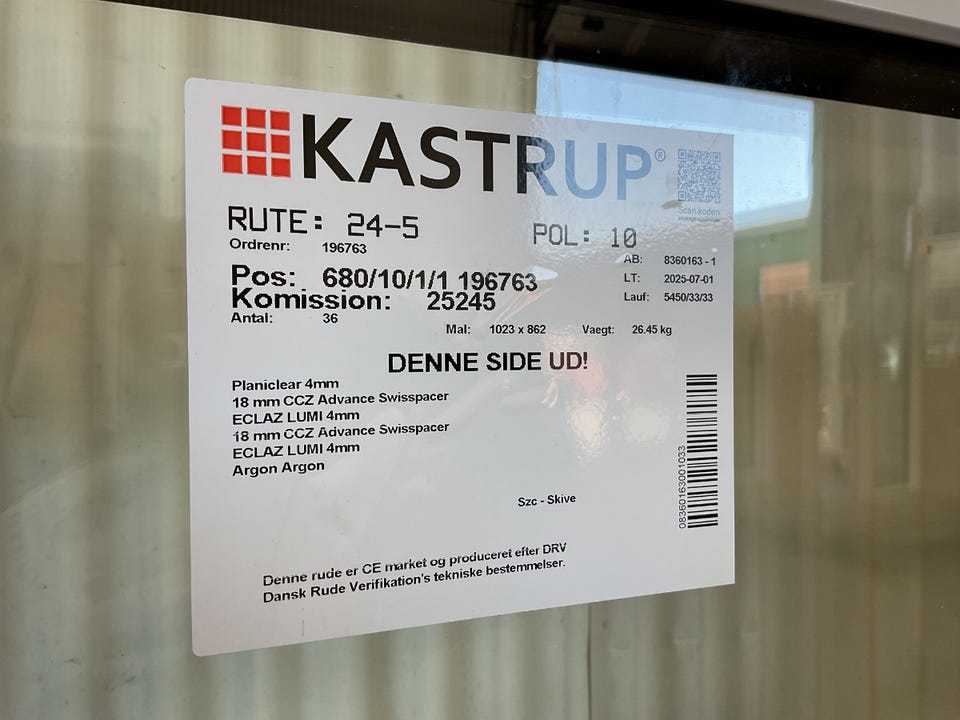 KASTRUP®
Scan koden
RUTE: 24-5 POL: 10
Ordrenr: 196763
AB: 8360163 - 1
Pos: 680/10/1/1 196763
LT: 2025-07-01
Komission: 25245
Lauf: 5450/33/33
Antal: 36
Mal: 1023 x 862 Vaegt: 26.45 kg
DENNE SIDE UD!
Planiclear 4mm
18 mm CCZ Advance Swisspacer
ECLAZ LUMI 4mm
18 mm CCZ Advance Swisspacer
ECLAZ LUMI 4mm
Argon Argon
08360163001033
Szc - Skive
Denne rude er CE market og produceret efter DRV
Dansk Rude Verifikation's tekniske bestemmelser.